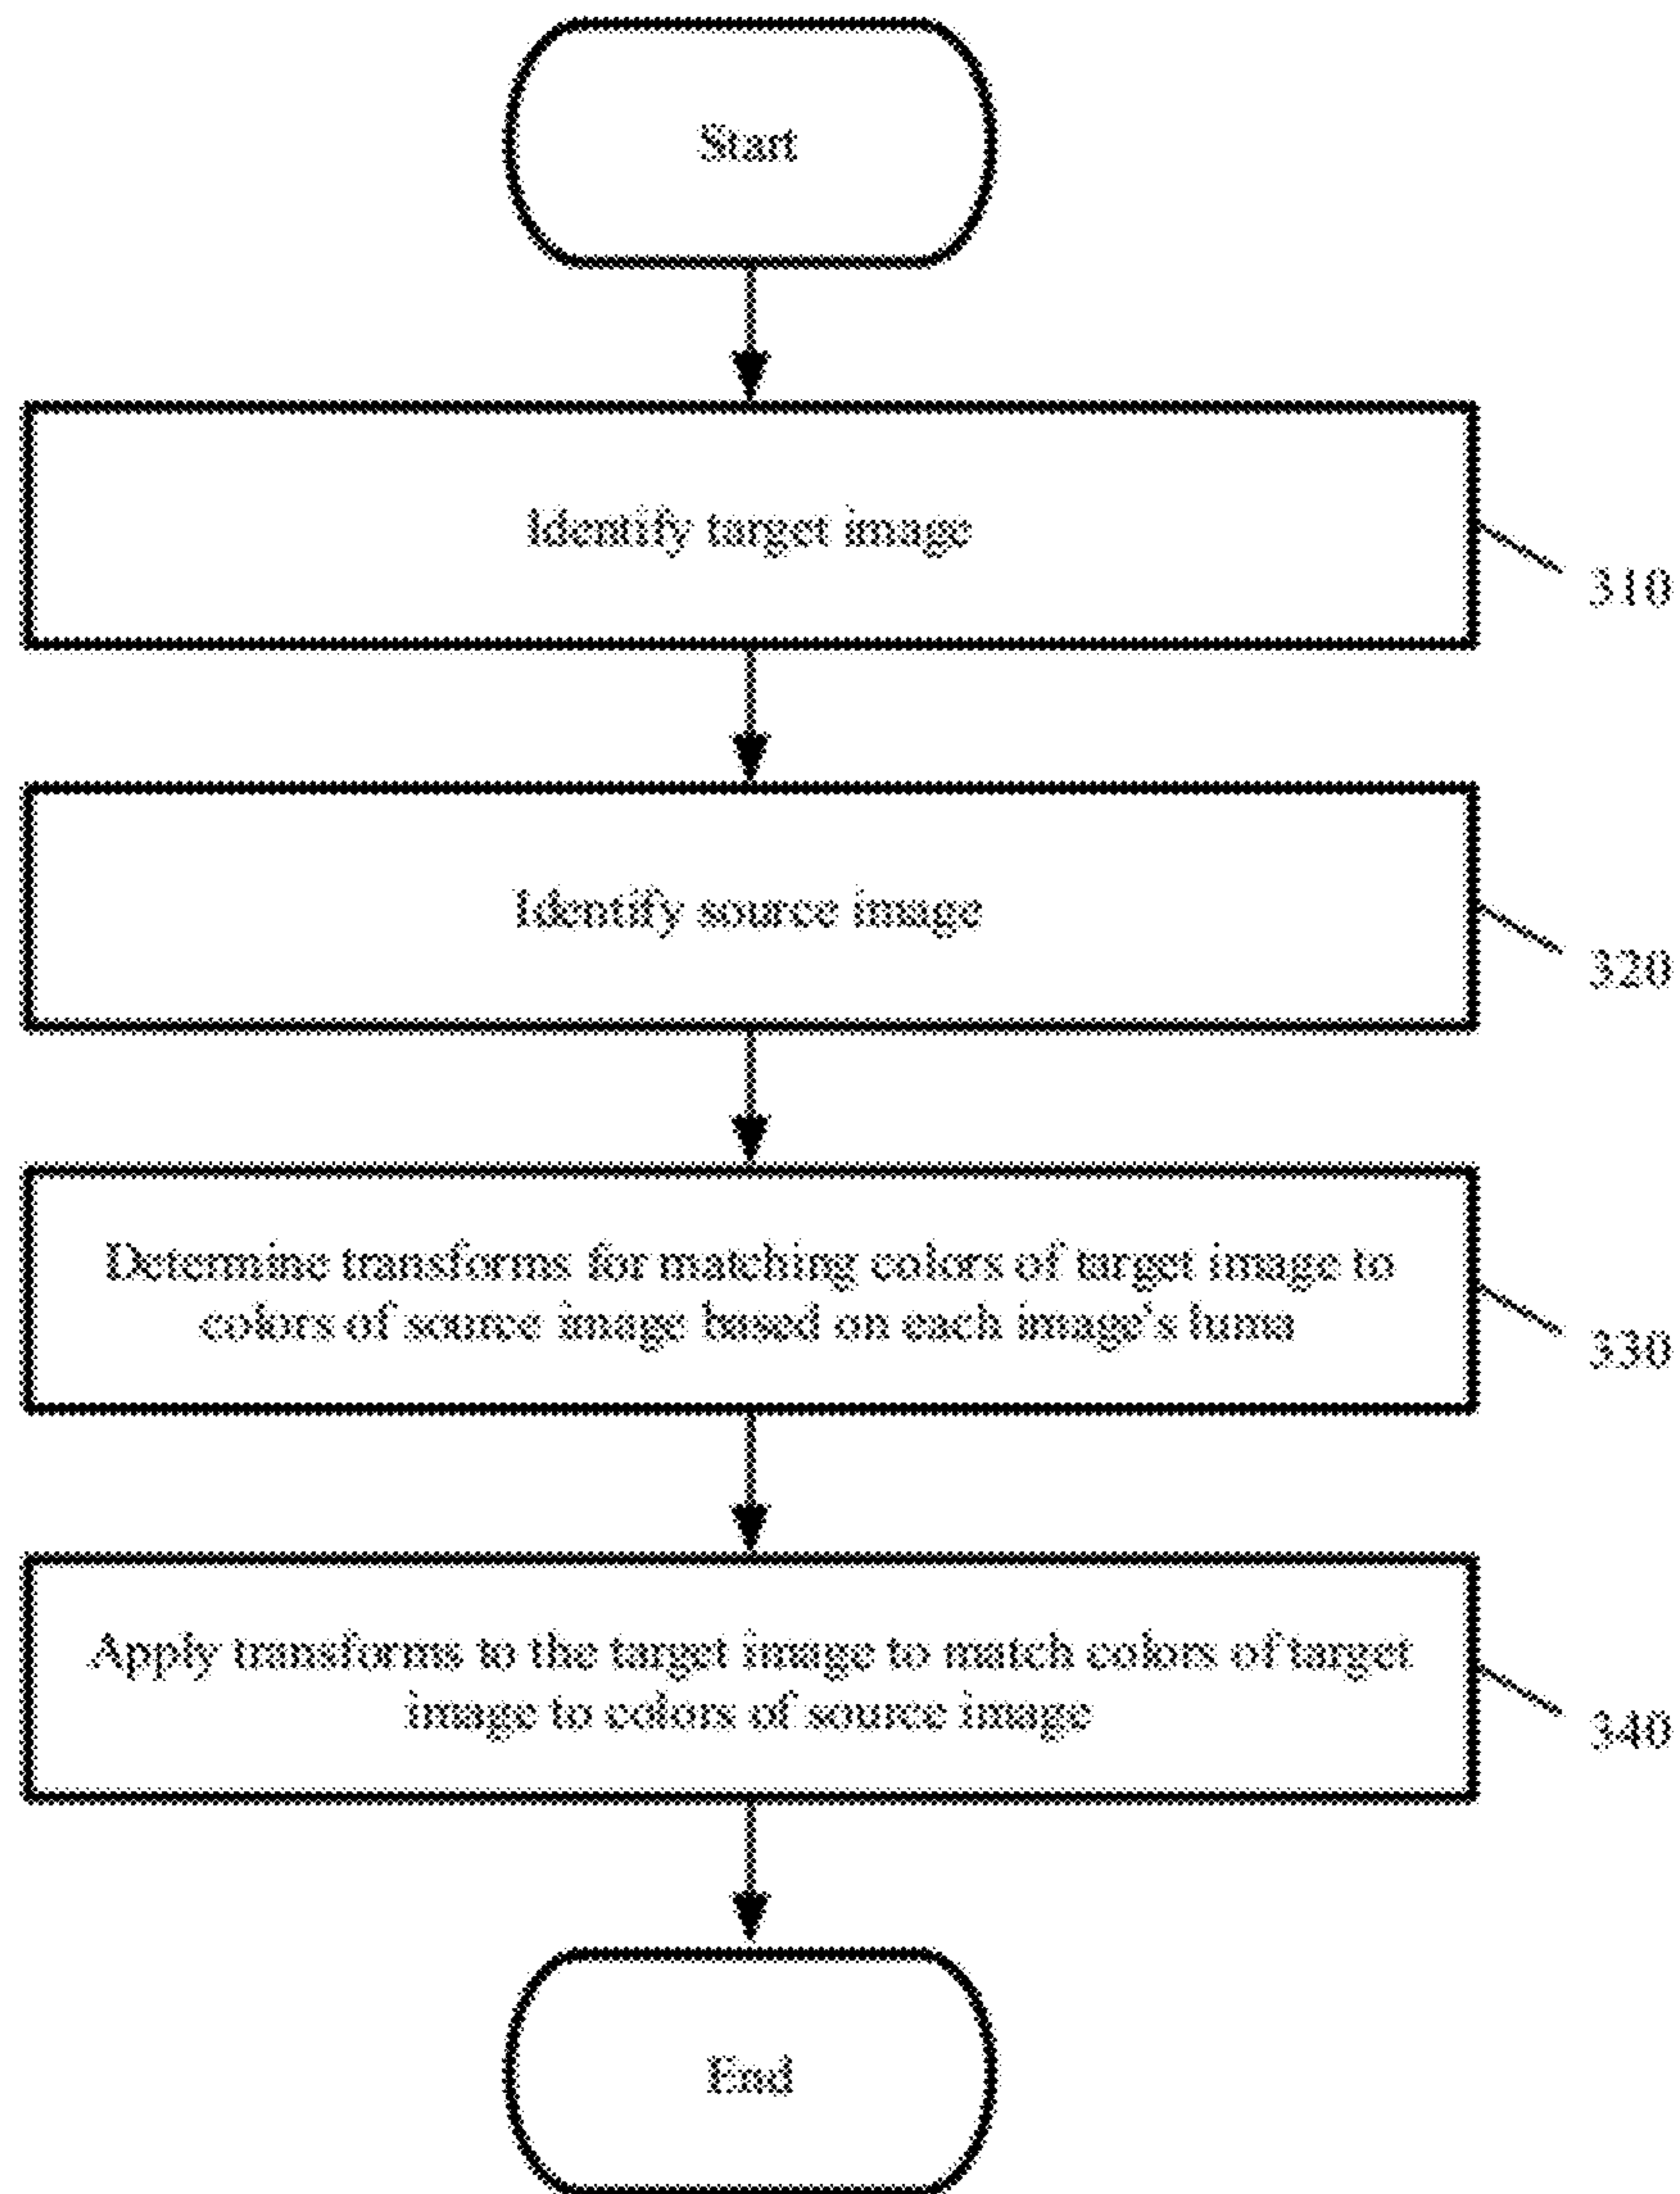 Start
Identify target image
310
Identify source image
320
Determine transforms for matching colors of target image to
colors of source image based on each image's luma
330
Apply transforms to the target image to match colors of target
image to colors of source image
340
End